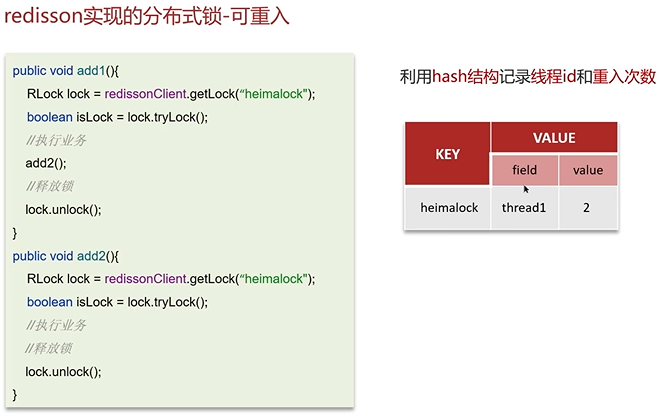 redisson实现的分布式锁-可重入
public void add1(){
RLock lock = redissonClient.getLock(“heimalock");
boolean isLock = lock.tryLock();
//执行业务
add2();
//释放锁
lock.unlock();
}
public void add2(){
RLock lock = redissonClient.getLock(“heimalock");
boolean isLock = lock.tryLock();
//执行业务
//释放锁
lock.unlock();
}
利用hash结构记录线程id和重入次数
KEY VALUE
field value
heimalock thread1 2